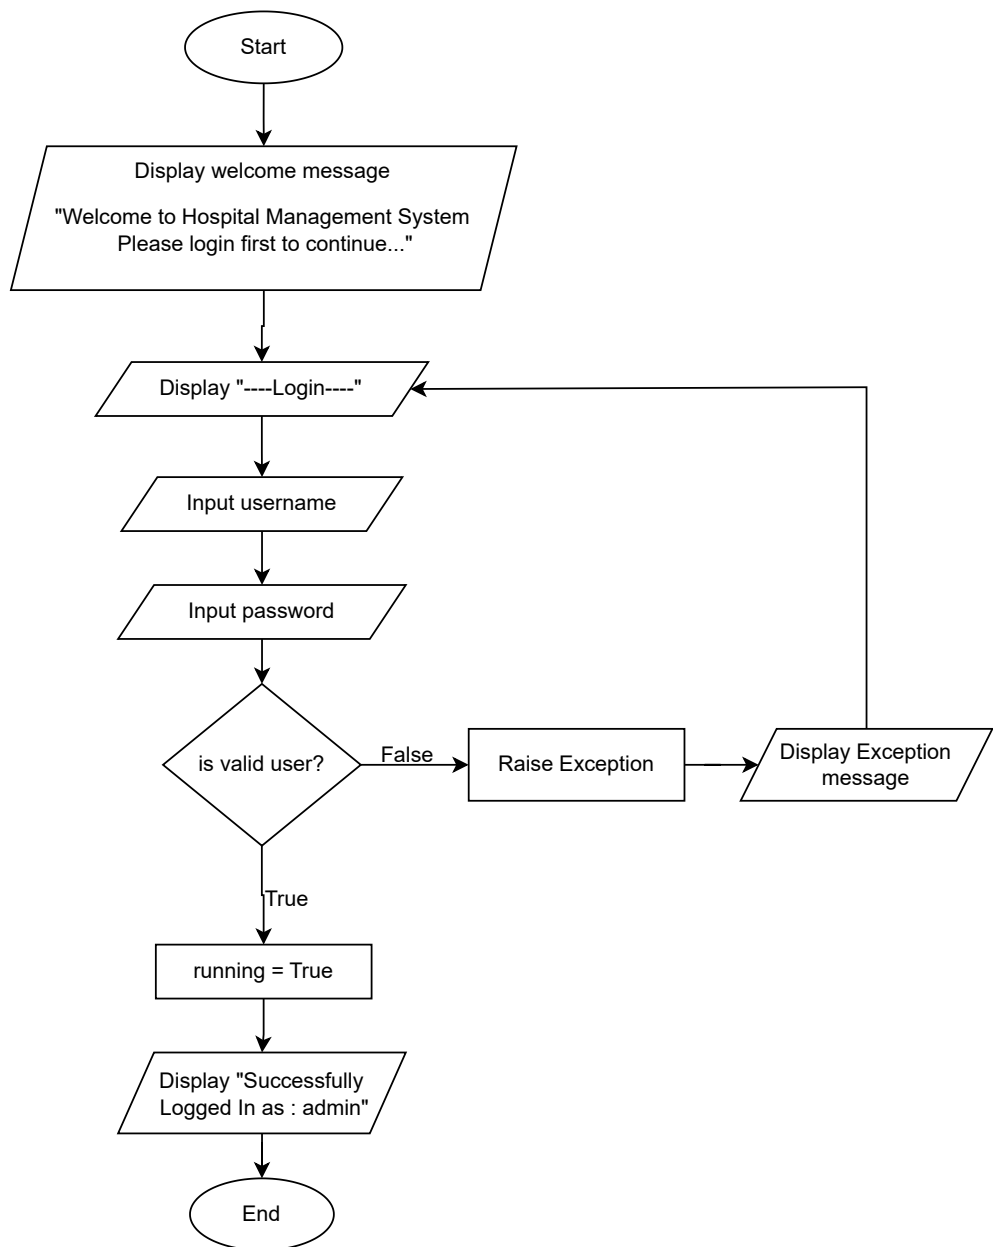 Start
Display welcome message
"Welcome to Hospital Management System
Please login first to continue..."
Display "----Login----"
Input username
Input password
is valid user?
False
Raise Exception
Display Exception
message
True
running = True
Display "Successfully
Logged In as : admin"
End